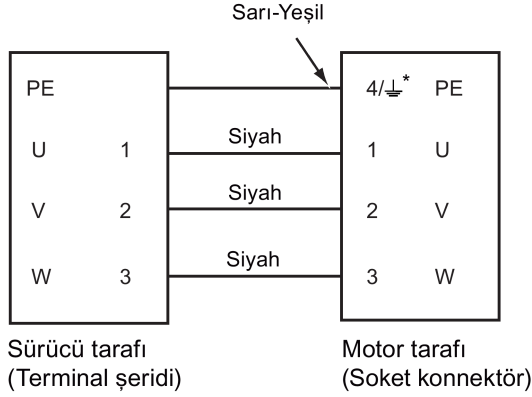 Sarı-Yeşil
PE 4/⏚* PE
Siyah
U 1 1 U
Siyah
V 2 2 V
Siyah
W 3 3 W
Sürücü tarafı Motor tarafı
(Terminal şeridi) (Soket konnektör)